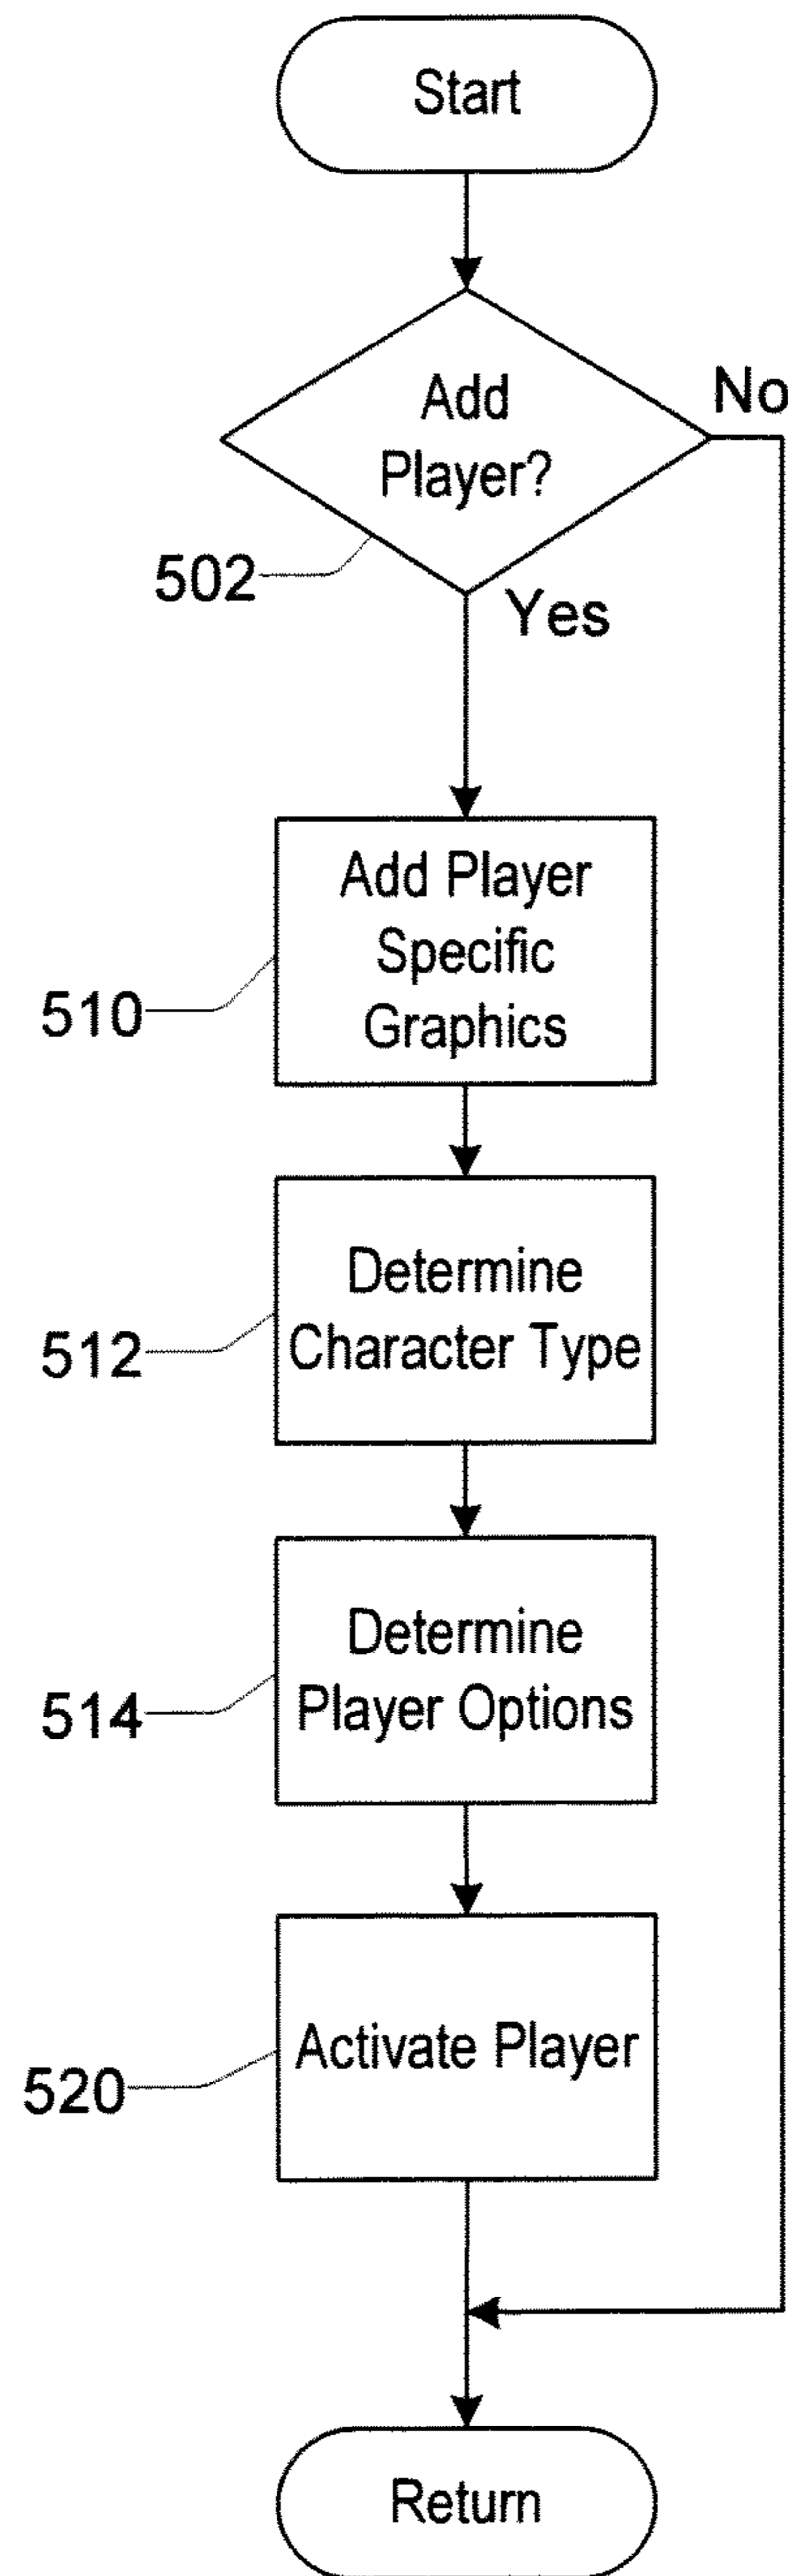 Start
Add
Player?
No
502
Yes
Add Player
Specific
Graphics
510
Determine
Character Type
512
Determine
Player Options
514
Activate Player
520
Return